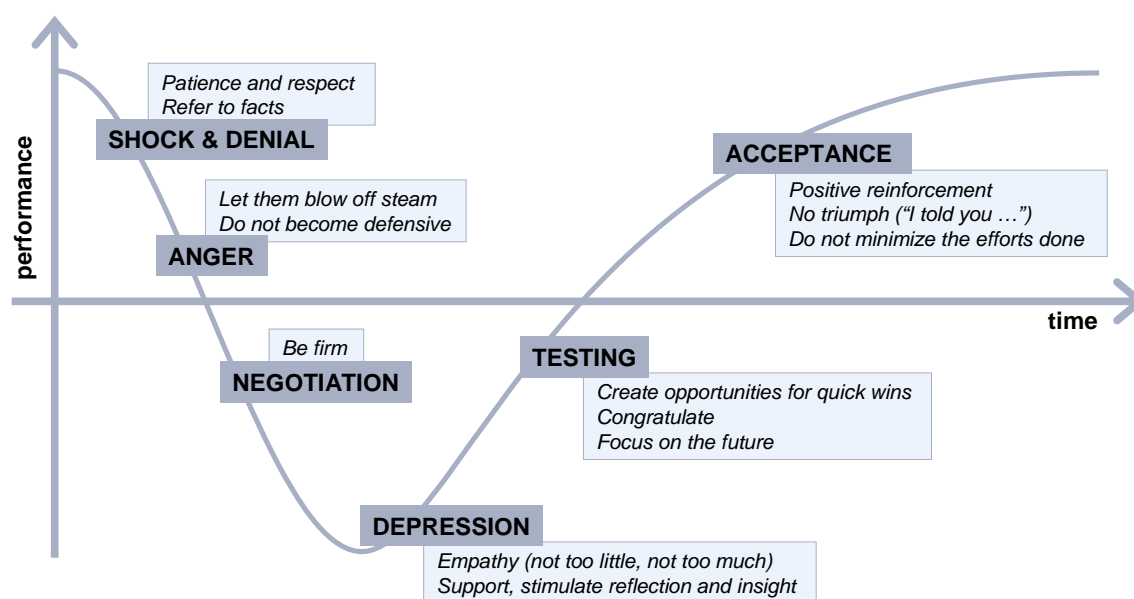 Patience and respect
Refer to facts
SHOCK & DENIAL
Let them blow off steam
Do not become defensive
ANGER
performance
Be firm
NEGOTIATION
DEPRESSION
Empathy (not too little, not too much)
Support, stimulate reflection and insight
TESTING
Create opportunities for quick wins
Congratulate
Focus on the future
ACCEPTANCE
Positive reinforcement
No triumph (“I told you …”)
Do not minimize the efforts done
time